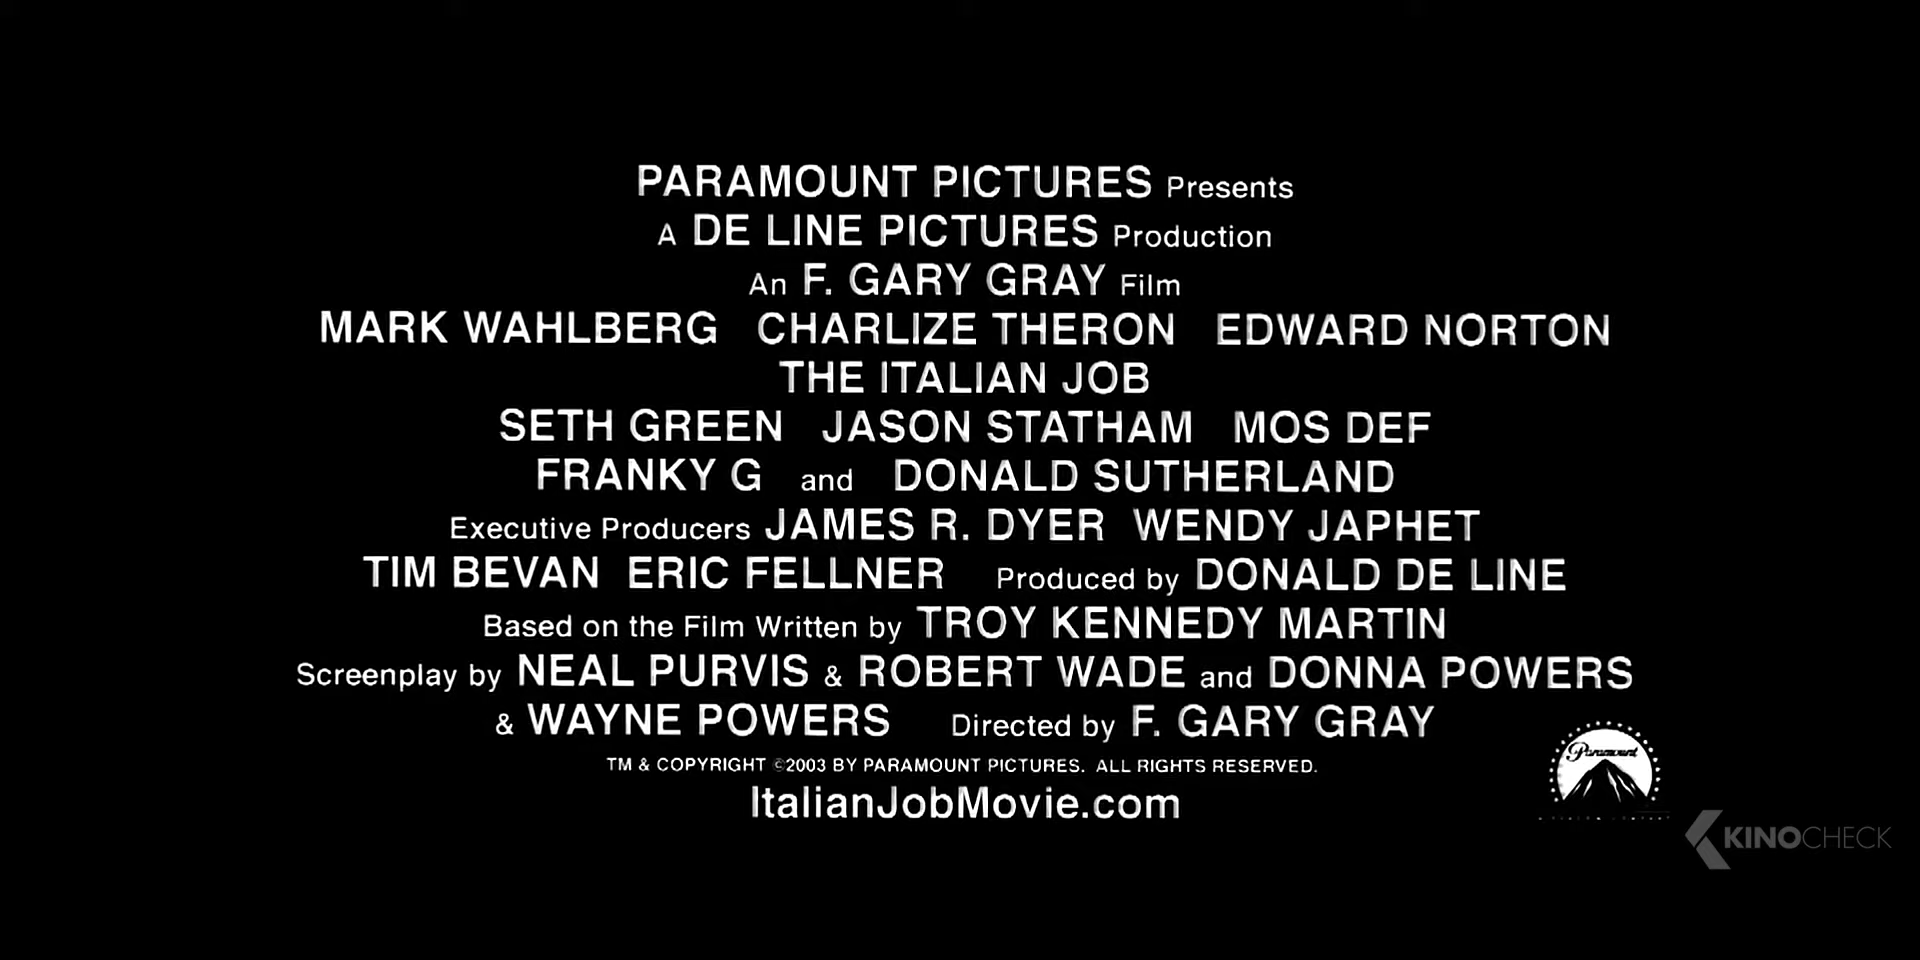 PARAMOUNT PICTURES Presents
A DE LINE PICTURES Production
An F. GARY GRAY Film
MARK WAHLBERG CHARLIZE THERON EDWARD NORTON
THE ITALIAN JOB
SETH GREEN JASON STATHAM MOS DEF
FRANKY G and DONALD SUTHERLAND
Executive Producers JAMES R. DYER WENDY JAPHET
TIM BEVAN ERIC FELLNER Produced by DONALD DE LINE
Based on the Film Written by TROY KENNEDY MARTIN
Screenplay by NEAL PURVIS & ROBERT WADE and DONNA POWERS
& WAYNE POWERS Directed by F. GARY GRAY
TM & COPYRIGHT ©2003 BY PARAMOUNT PICTURES. ALL RIGHTS RESERVED.
ItalianJobMovie.com
Paramount
KINOCHECK